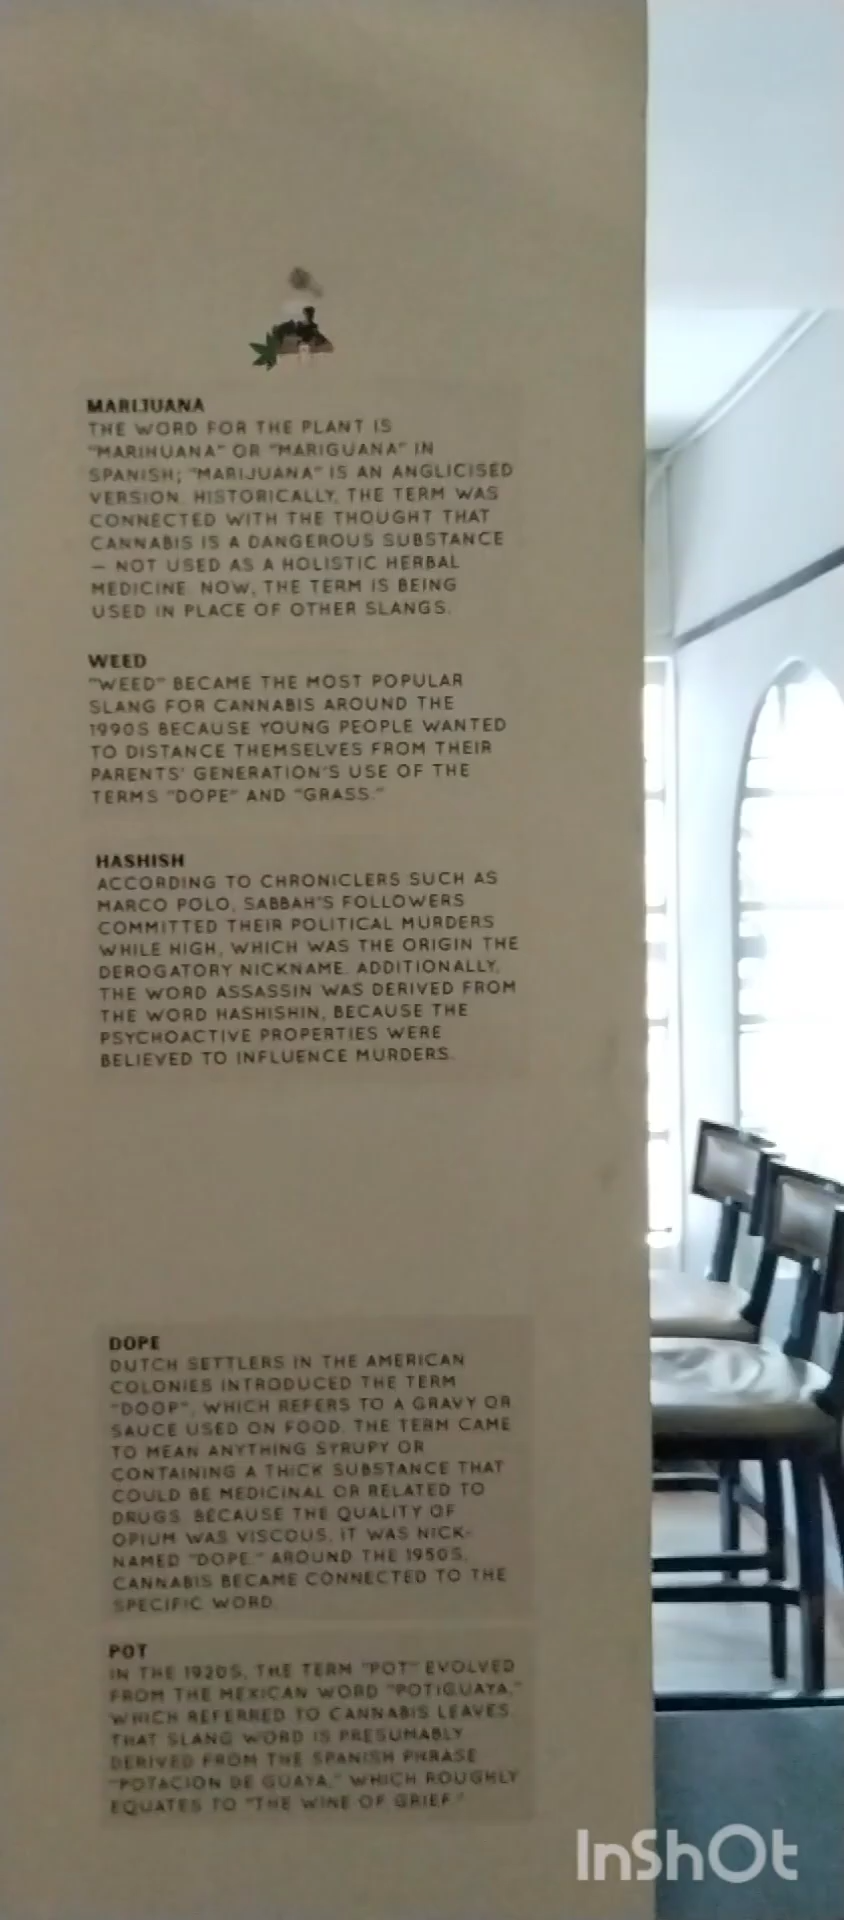 MARIJUANA
THE WORD FOR THE PLANT IS
"MARIHUANA" OR "MARIGUANA" IN
SPANISH; "MARIJUANA" IS AN ANGLICISED
VERSION. HISTORICALLY, THE TERM WAS
CONNECTED WITH THE THOUGHT THAT
CANNABIS IS A DANGEROUS SUBSTANCE
— NOT USED AS A HOLISTIC HERBAL
MEDICINE. NOW, THE TERM IS BEING
USED IN PLACE OF OTHER SLANGS.
WEED
"WEED" BECAME THE MOST POPULAR
SLANG FOR CANNABIS AROUND THE
1990S BECAUSE YOUNG PEOPLE WANTED
TO DISTANCE THEMSELVES FROM THEIR
PARENTS' GENERATION'S USE OF THE
TERMS "DOPE" AND "GRASS."
HASHISH
ACCORDING TO CHRONICLERS SUCH AS
MARCO POLO, SABBAH'S FOLLOWERS
COMMITTED THEIR POLITICAL MURDERS
WHILE HIGH, WHICH WAS THE ORIGIN THE
DEROGATORY NICKNAME. ADDITIONALLY,
THE WORD ASSASSIN WAS DERIVED FROM
THE WORD HASHISHIN, BECAUSE THE
PSYCHOACTIVE PROPERTIES WERE
BELIEVED TO INFLUENCE MURDERS.
DOPE
DUTCH SETTLERS IN THE AMERICAN
COLONIES INTRODUCED THE TERM
"DOOP", WHICH REFERS TO A GRAVY OR
SAUCE USED ON FOOD. THE TERM CAME
TO MEAN ANYTHING SYRUPY OR
CONTAINING A THICK SUBSTANCE THAT
COULD BE MEDICINAL OR RELATED TO
DRUGS. BECAUSE THE QUALITY OF
OPIUM WAS VISCOUS, IT WAS NICK-
NAMED "DOPE." AROUND THE 1950S,
CANNABIS BECAME CONNECTED TO THE
SPECIFIC WORD.
POT
IN THE 1920S, THE TERM "POT" EVOLVED
FROM THE MEXICAN WORD "POTIGUAYA,"
WHICH REFERRED TO CANNABIS LEAVES.
THAT SLANG WORD IS PRESUMABLY
DERIVED FROM THE SPANISH PHRASE
"POTACION DE GUAYA," WHICH ROUGHLY
EQUATES TO "THE WINE OF GRIEF."
InShOt